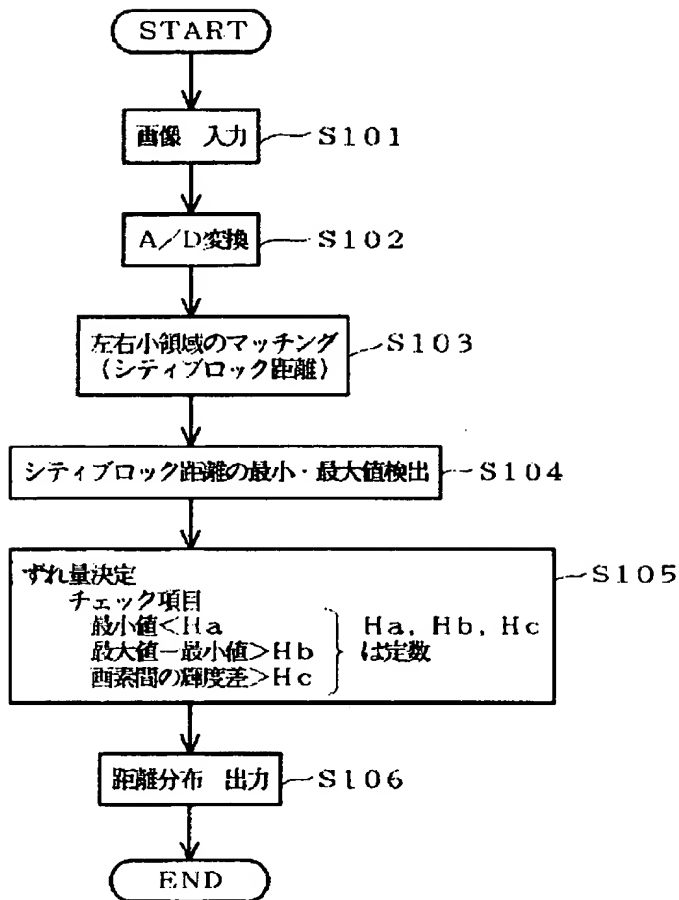 START
画像 入力 S101
A/D変換 S102
左右小領域のマッチング
(シティブロック距離) S103
シティブロック距離の最小・最大値検出 S104
ずれ量決定 S105
チェック項目
最小値<Ha
最大値-最小値>Hb
画素間の輝度差>Hc
Ha, Hb, Hc
は定数
距離分布 出力 S106
END